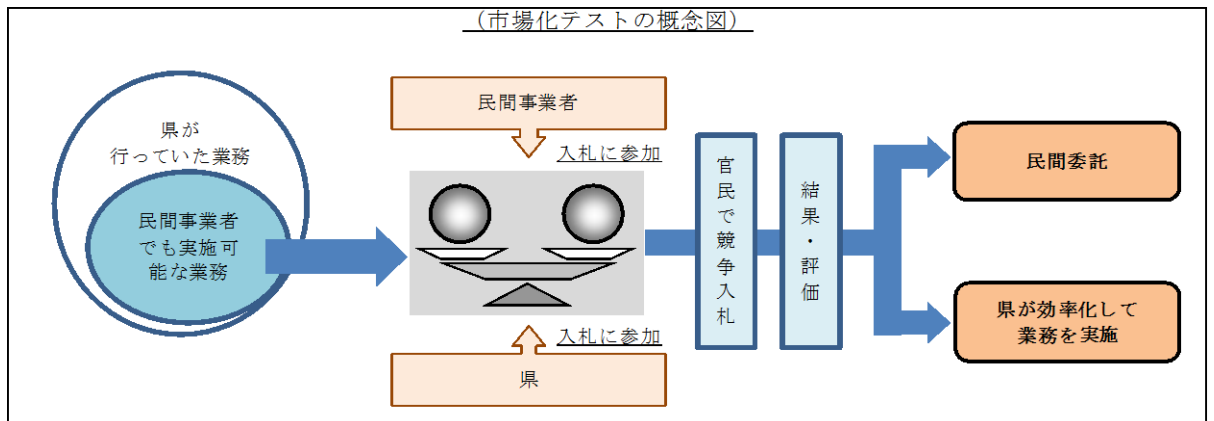 (市場化テストの概念図)
県が
行っていた業務
民間事業者
でも実施可
能な業務
民間事業者
入札に参加
入札に参加
県
官民で競争入札
結果・評価
民間委託
県が効率化して
業務を実施